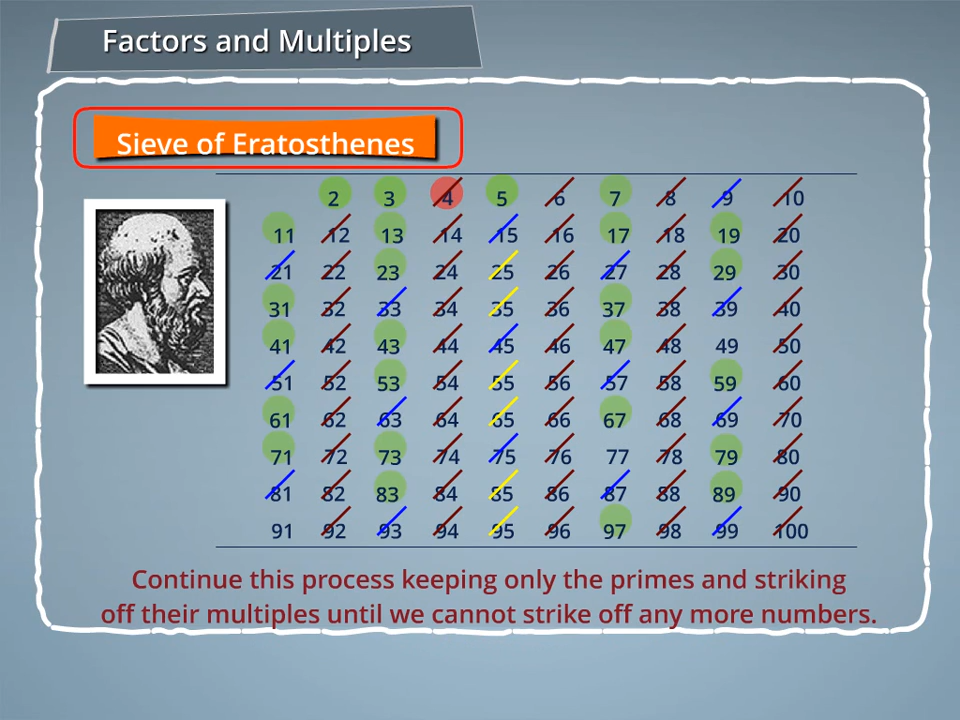 Factors and Multiples
Sieve of Eratosthenes
2 3 4 5 6 7 8 9 10
11 12 13 14 15 16 17 18 19 20
21 22 23 24 25 26 27 28 29 30
31 32 33 34 35 36 37 38 39 40
41 42 43 44 45 46 47 48 49 50
51 52 53 54 55 56 57 58 59 60
61 62 63 64 65 66 67 68 69 70
71 72 73 74 75 76 77 78 79 80
81 82 83 84 85 86 87 88 89 90
91 92 93 94 95 96 97 98 99 100
Continue this process keeping only the primes and striking
off their multiples until we cannot strike off any more numbers.